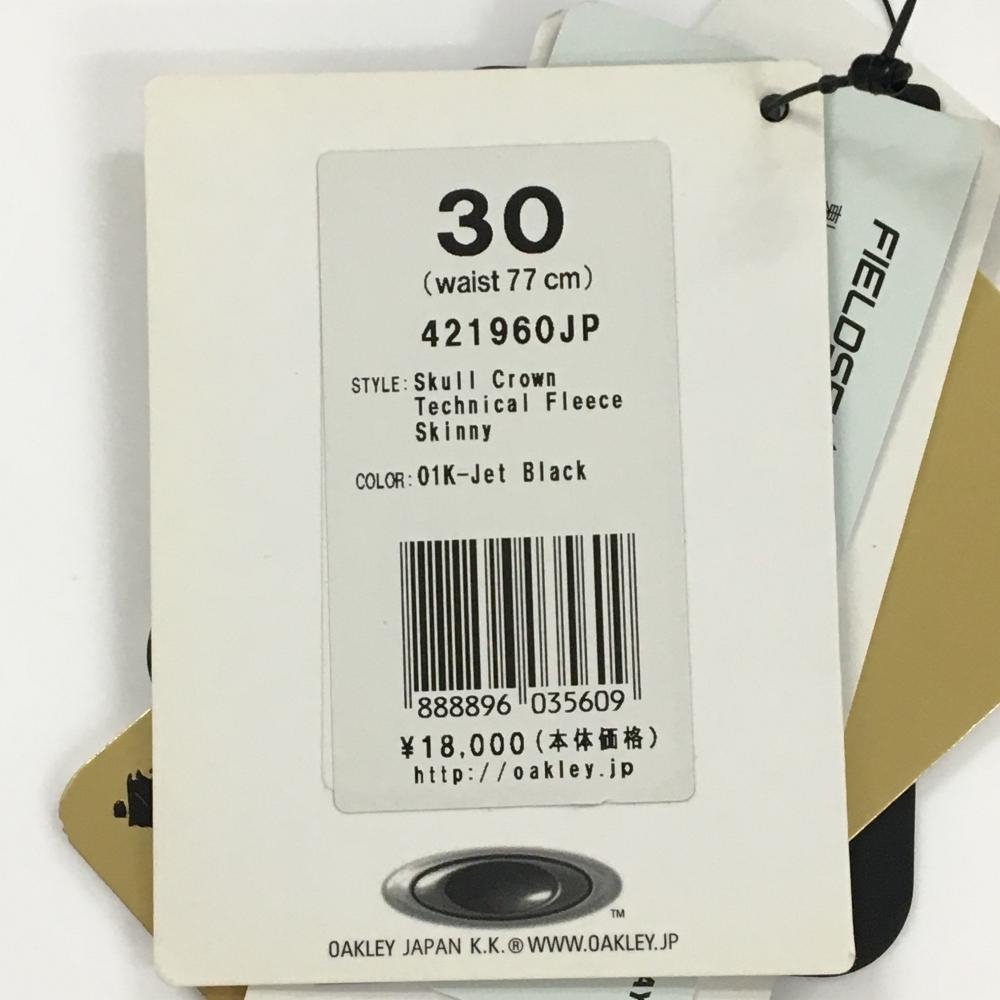 30
(waist 77 cm)
421960JP
STYLE: Skull Crown
Technical Fleece
Skinny
COLOR: 01K-Jet Black
888896 035609
¥18,000 (本体価格)
http://oakley.jp
TM
OAKLEY JAPAN K.K.® WWW.OAKLEY.JP